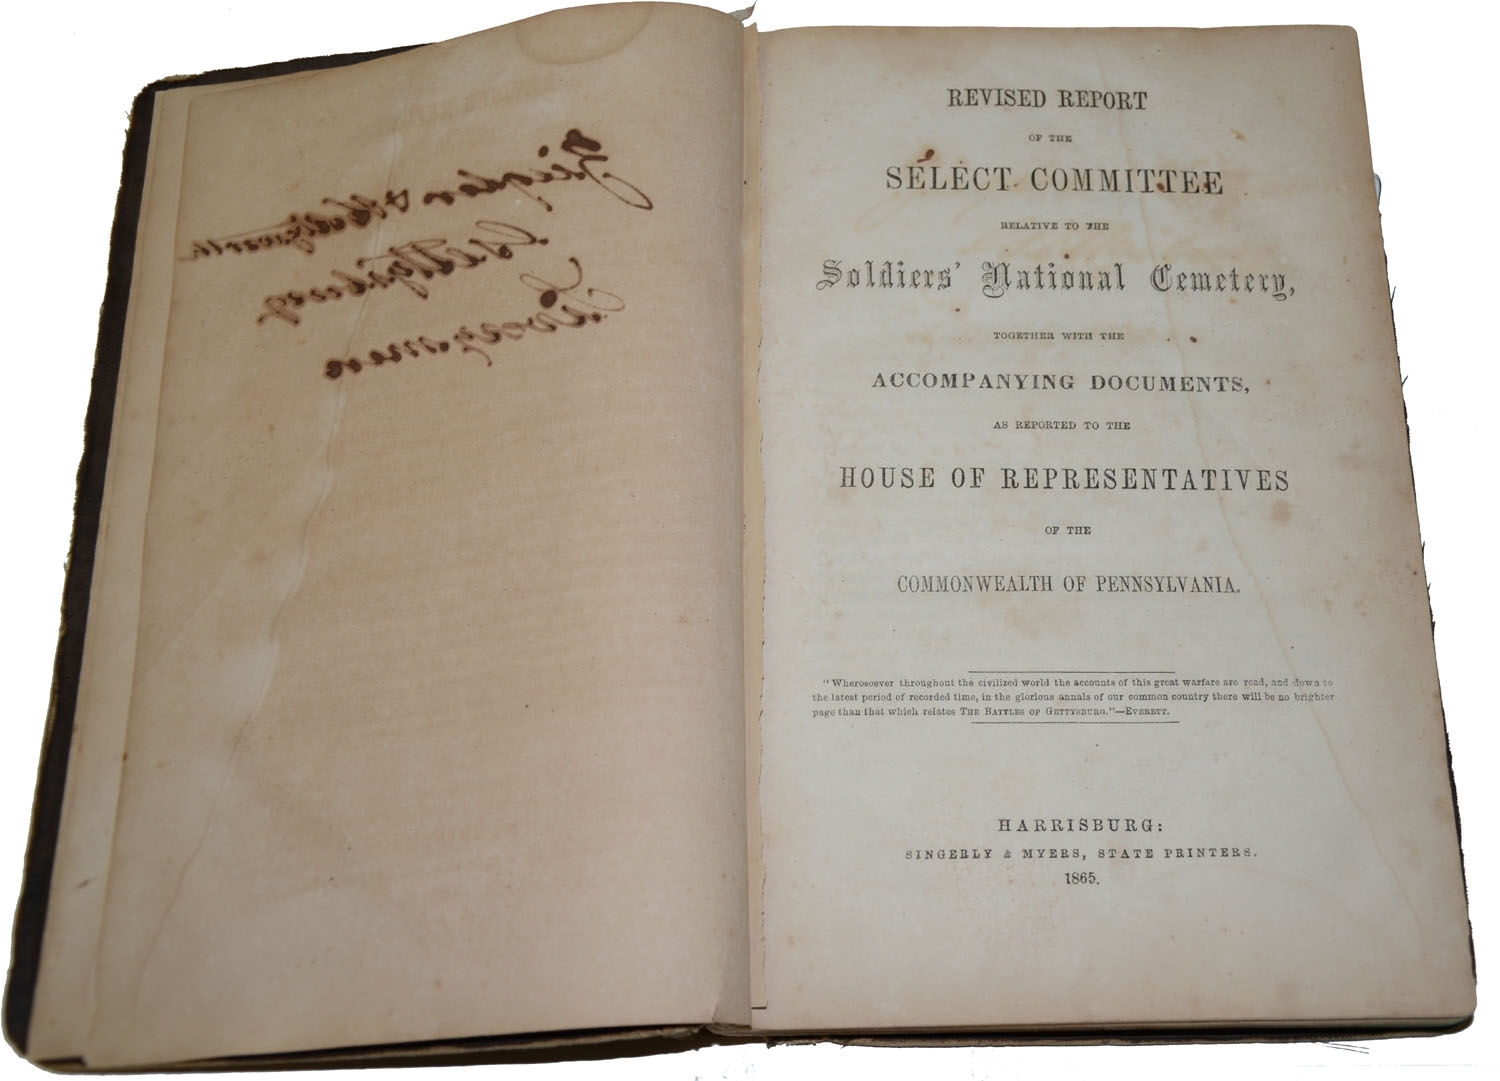 Gettysburg
REVISED REPORT
OF THE
SELECT COMMITTEE
RELATIVE TO THE
Soldiers' National Cemetery,
TOGETHER WITH THE
ACCOMPANYING DOCUMENTS,
AS REPORTED TO THE
HOUSE OF REPRESENTATIVES
OF THE
COMMONWEALTH OF PENNSYLVANIA.
"Wherosoever throughout the civilized world the accounts of this great warfare are read, and down to
the latest period of recorded time, in the glorious annals of our common country there will be no brighter
page than that which relates THE BATTLES OF GETTYSBURG."—EVERETT.
HARRISBURG:
SINGERLY & MYERS, STATE PRINTERS.
1865.